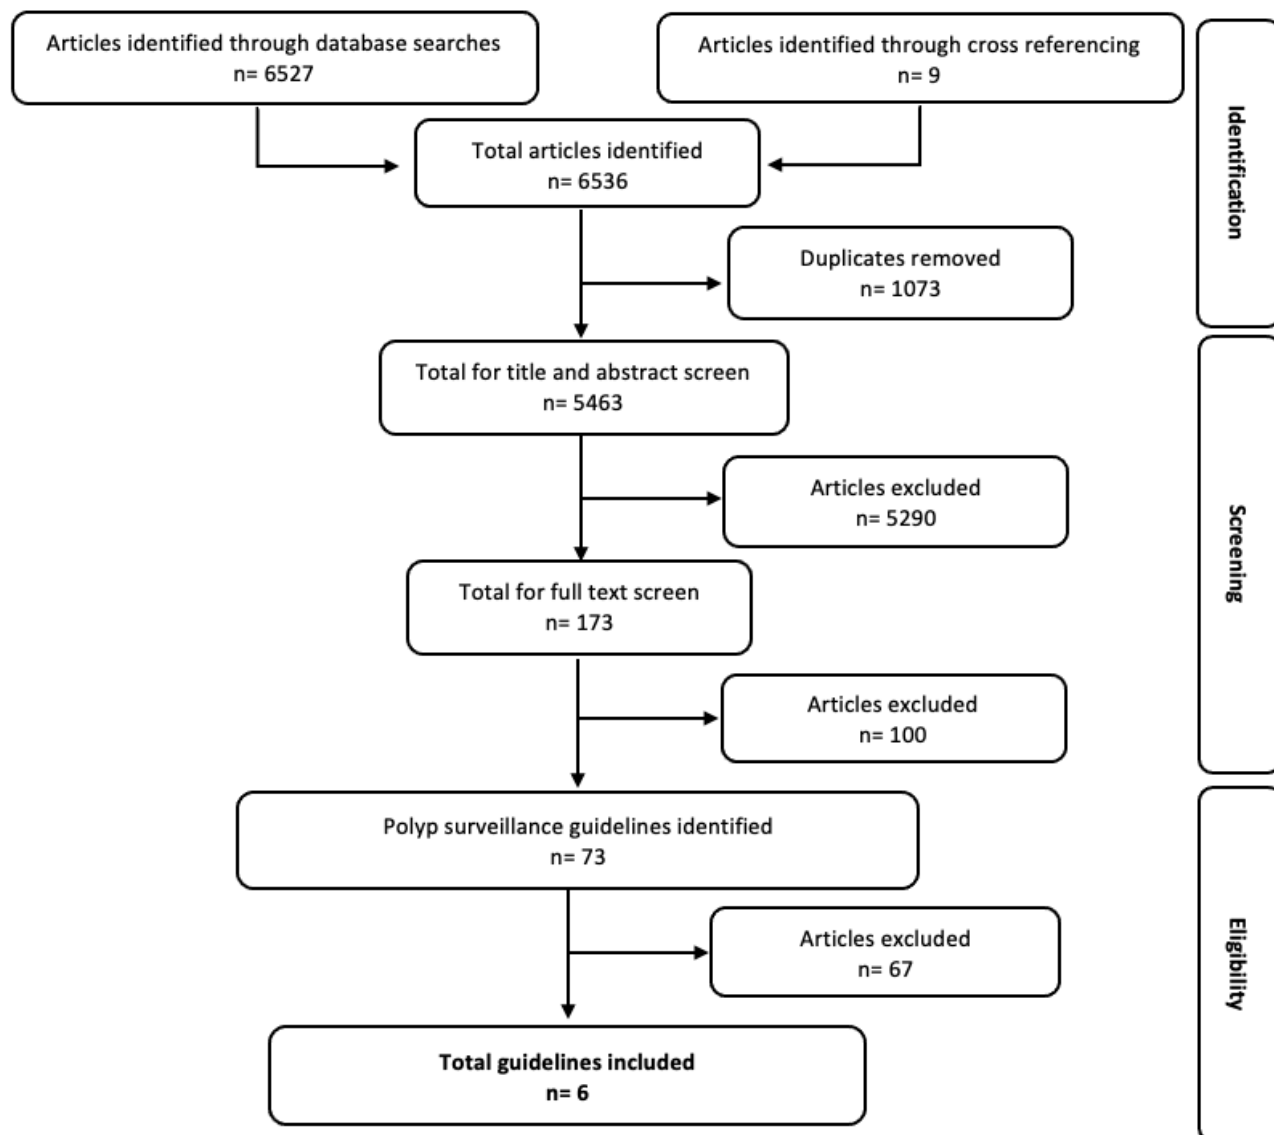 Articles identified through database searches
n= 6527
Articles identified through cross referencing
n= 9
Total articles identified
n= 6536
Duplicates removed
n= 1073
Identification
Total for title and abstract screen
n= 5463
Articles excluded
n= 5290
Total for full text screen
n= 173
Articles excluded
n= 100
Screening
Polyp surveillance guidelines identified
n= 73
Articles excluded
n= 67
Total guidelines included
n= 6
Eligibility